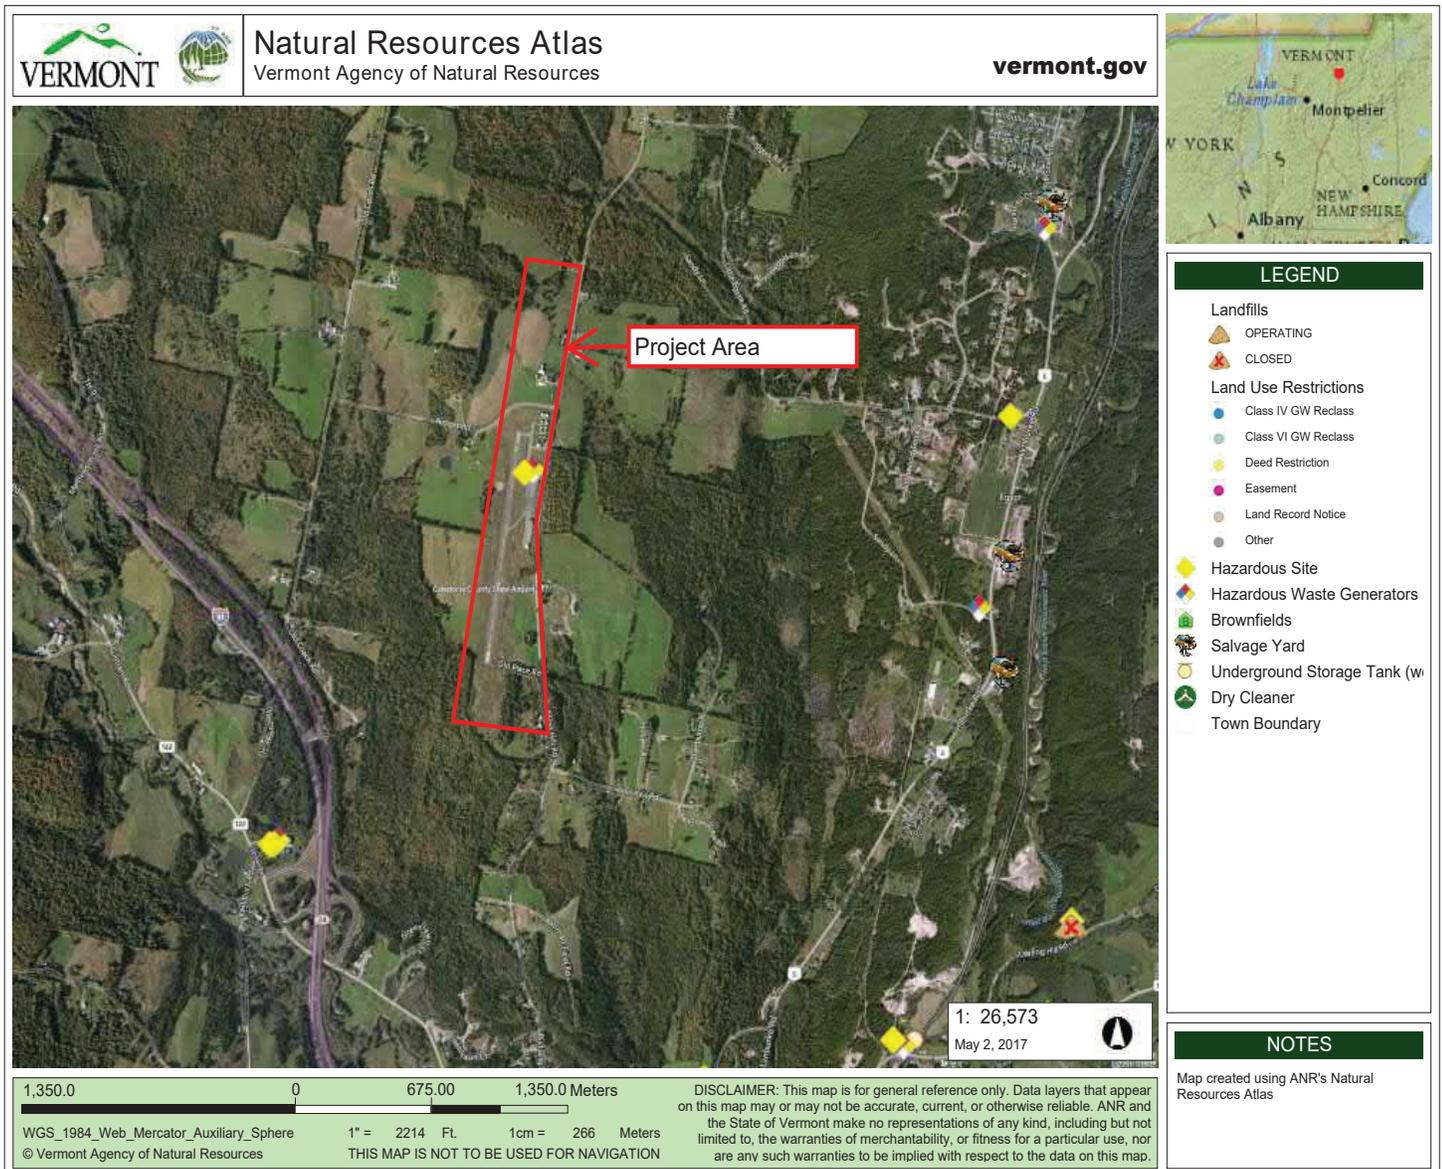 VERMONT
Natural Resources Atlas
Vermont Agency of Natural Resources
vermont.gov
VERMONT
Lake
Champlain
Montpelier
W YORK
Concord
NEW
HAMPSHIRE
I N S
Albany
Project Area
Caledonia County State Airport
5
5
5
LEGEND
Landfills
OPERATING
CLOSED
Land Use Restrictions
Class IV GW Reclass
Class VI GW Reclass
Deed Restriction
Easement
Land Record Notice
Other
Hazardous Site
Hazardous Waste Generators
Brownfields
Salvage Yard
Underground Storage Tank (w
Dry Cleaner
Town Boundary
1: 26,573
May 2, 2017
NOTES
Map created using ANR's Natural
Resources Atlas
1,350.0 0 675.00 1,350.0 Meters
WGS_1984_Web_Mercator_Auxiliary_Sphere 1" = 2214 Ft. 1cm = 266 Meters
© Vermont Agency of Natural Resources THIS MAP IS NOT TO BE USED FOR NAVIGATION
DISCLAIMER: This map is for general reference only. Data layers that appear
on this map may or may not be accurate, current, or otherwise reliable. ANR and
the State of Vermont make no representations of any kind, including but not
limited to, the warranties of merchantability, or fitness for a particular use, nor
are any such warranties to be implied with respect to the data on this map.